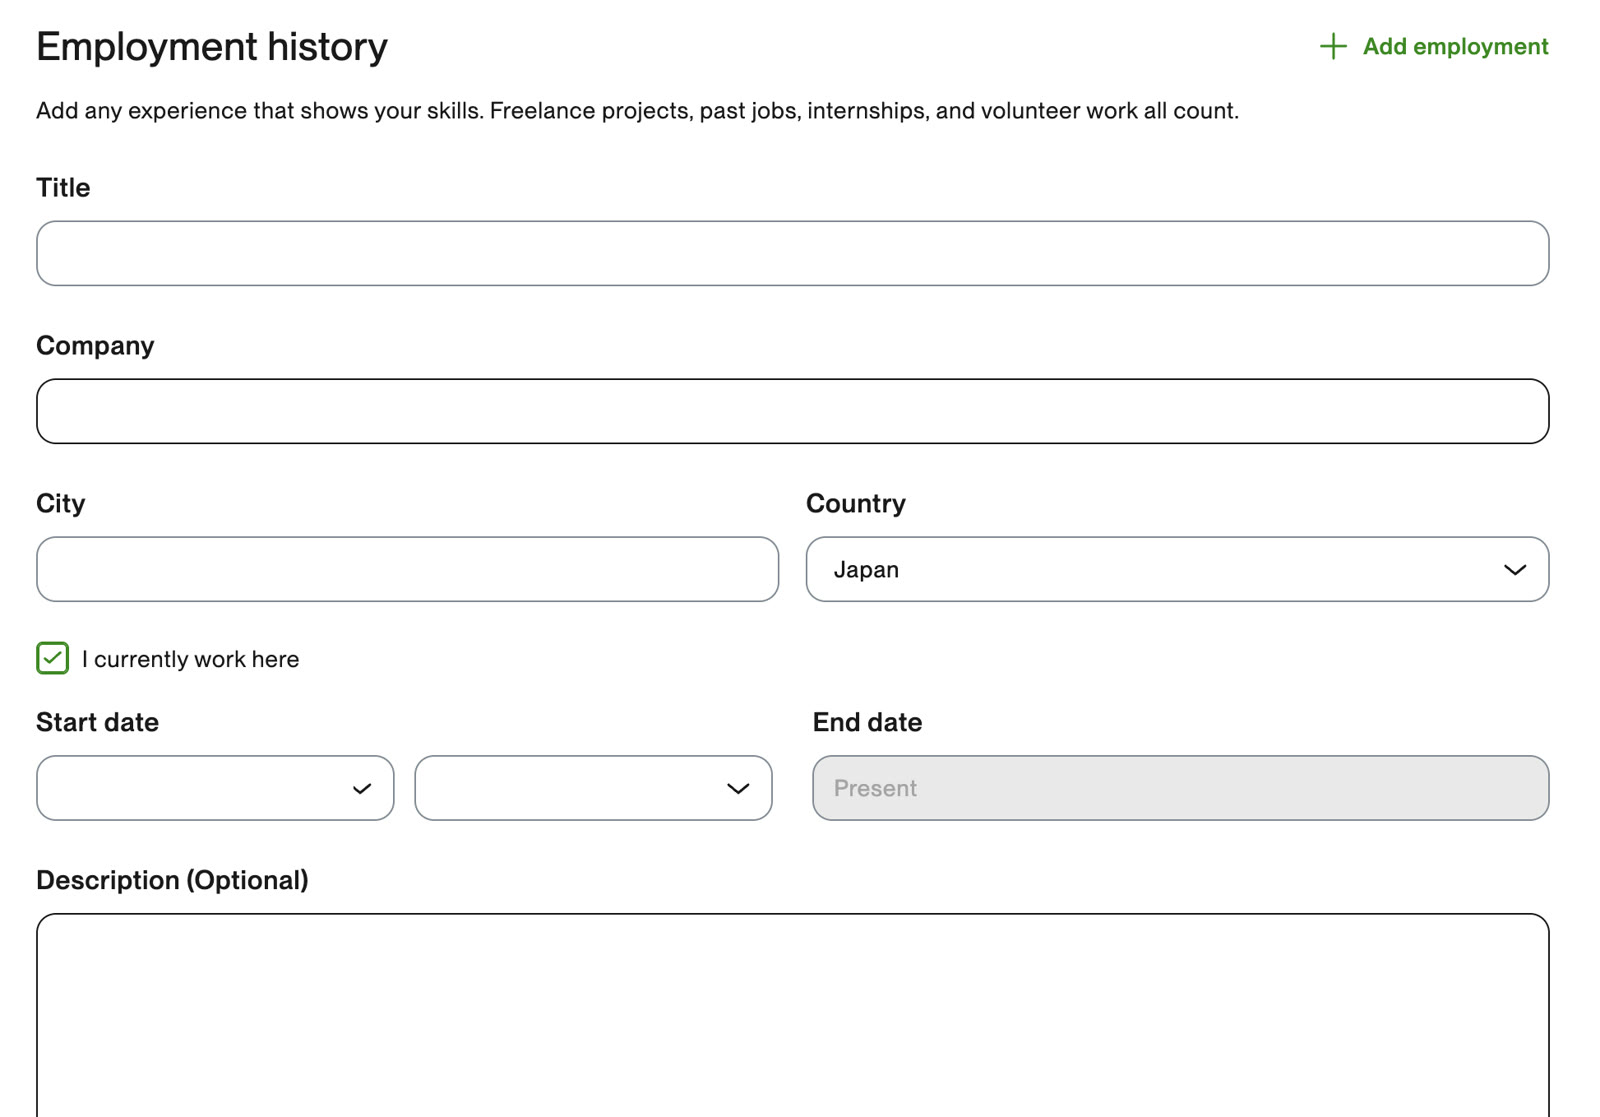 Employment history
Add employment
Add any experience that shows your skills. Freelance projects, past jobs, internships, and volunteer work all count.
Title
Company
City
Country
Japan
I currently work here
Start date
End date
Present
Description (Optional)